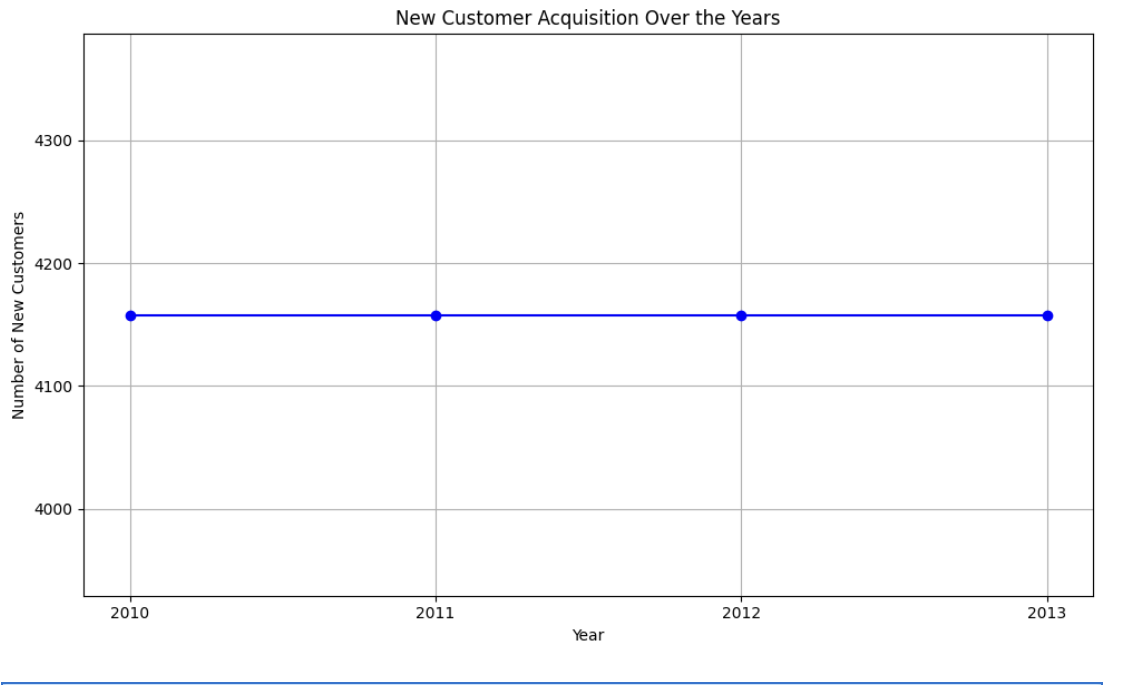 New Customer Acquisition Over the Years
Number of New Customers
4300
4200
4100
4000
2010 2011 2012 2013
Year